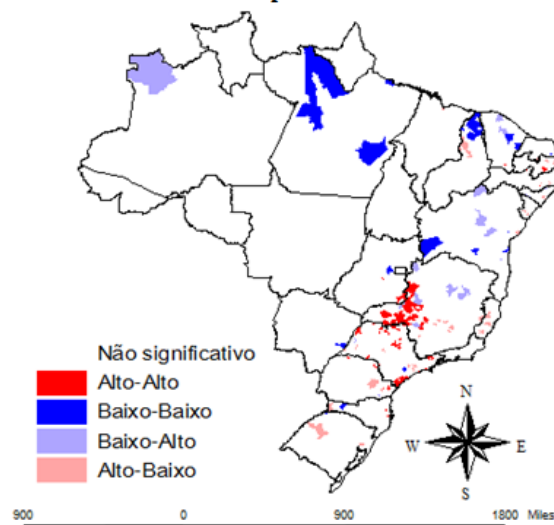 Não significativo
Alto-Alto
Baixo-Baixo
Baixo-Alto
Alto-Baixo
N
W E
S
900 0 900 1800 Miles